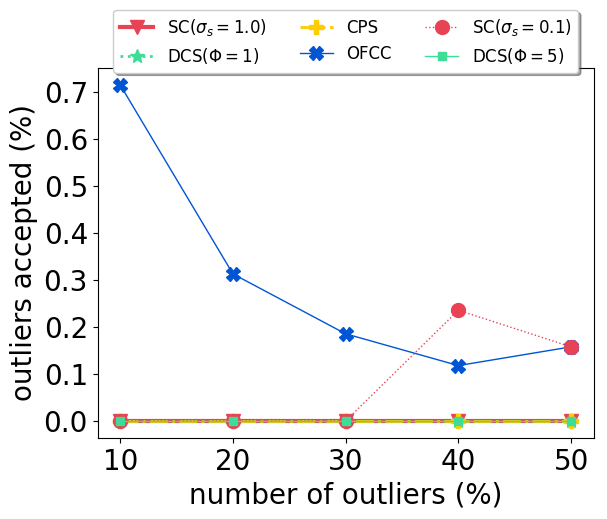 SC(σ_s = 1.0) CPS SC(σ_s = 0.1)
DCS(Φ = 1) OFCC DCS(Φ = 5)
outliers accepted (%)
0.7
0.6
0.5
0.4
0.3
0.2
0.1
0.0
10 20 30 40 50
number of outliers (%)